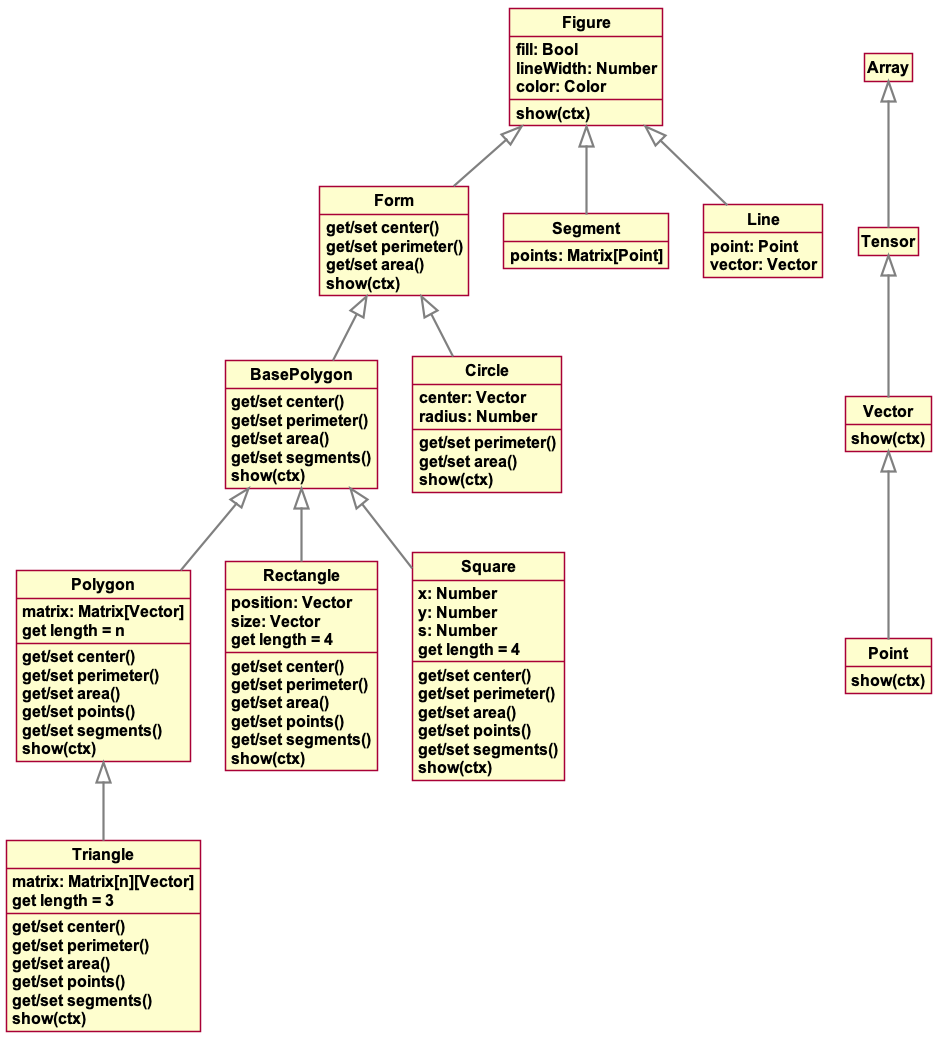 Figure
fill: Bool
lineWidth: Number
color: Color
show(ctx)
Array
Form
get/set center()
get/set perimeter()
get/set area()
show(ctx)
Segment
points: Matrix[Point]
Line
point: Point
vector: Vector
Tensor
BasePolygon
get/set center()
get/set perimeter()
get/set area()
get/set segments()
show(ctx)
Circle
center: Vector
radius: Number
get/set perimeter()
get/set area()
show(ctx)
Vector
show(ctx)
Polygon
matrix: Matrix[Vector]
get length = n
get/set center()
get/set perimeter()
get/set area()
get/set points()
get/set segments()
show(ctx)
Rectangle
position: Vector
size: Vector
get length = 4
get/set center()
get/set perimeter()
get/set area()
get/set points()
get/set segments()
show(ctx)
Square
x: Number
y: Number
s: Number
get length = 4
get/set center()
get/set perimeter()
get/set area()
get/set points()
get/set segments()
show(ctx)
Point
show(ctx)
Triangle
matrix: Matrix[n][Vector]
get length = 3
get/set center()
get/set perimeter()
get/set area()
get/set points()
get/set segments()
show(ctx)